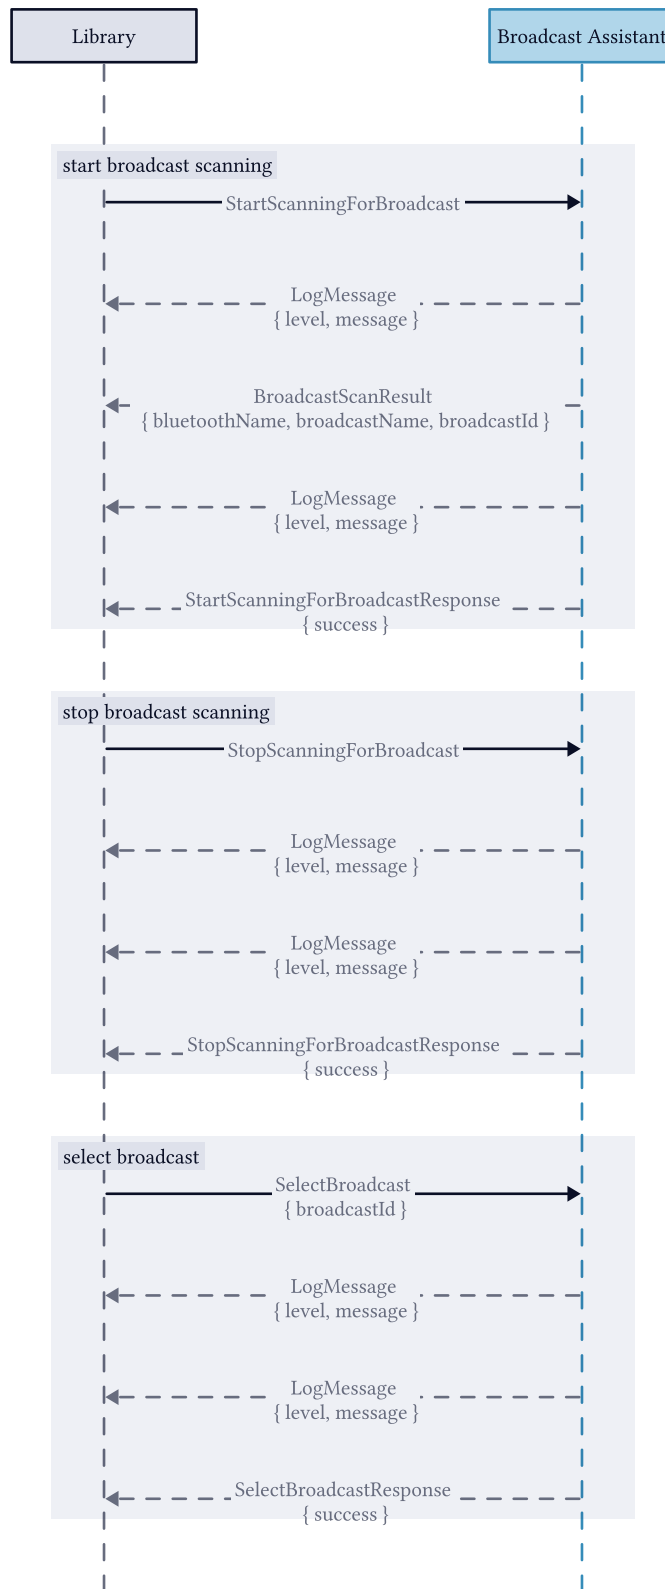 Library
Broadcast Assistant
start broadcast scanning
StartScanningForBroadcast
LogMessage
{ level, message }
BroadcastScanResult
{ bluetoothName, broadcastName, broadcastId }
LogMessage
{ level, message }
StartScanningForBroadcastResponse
{ success }
stop broadcast scanning
StopScanningForBroadcast
LogMessage
{ level, message }
LogMessage
{ level, message }
StopScanningForBroadcastResponse
{ success }
select broadcast
SelectBroadcast
{ broadcastId }
LogMessage
{ level, message }
LogMessage
{ level, message }
SelectBroadcastResponse
{ success }